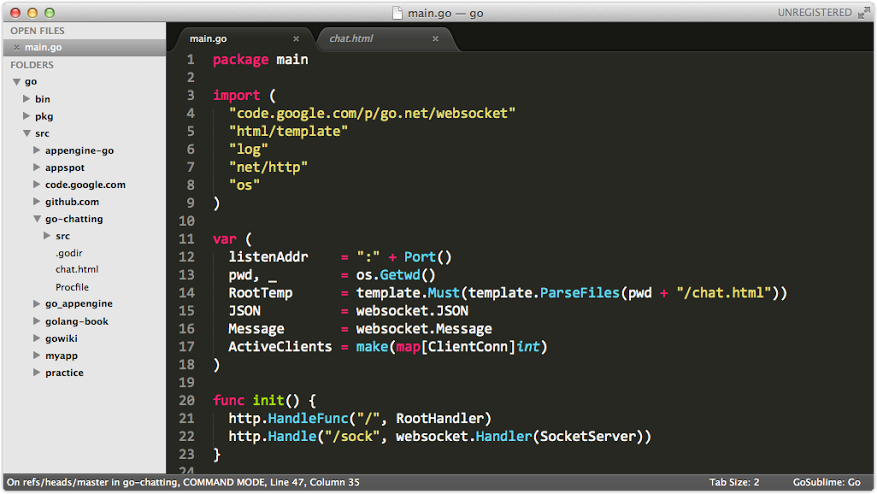 main.go — go
UNREGISTERED
OPEN FILES
× main.go
FOLDERS
go
bin
pkg
src
appengine-go
appspot
code.google.com
github.com
go-chatting
src
.godir
chat.html
Procfile
go_appengine
golang-book
gowiki
myapp
practice
main.go ×
chat.html ×
1 package main
2
3 import (
4   "code.google.com/p/go.net/websocket"
5   "html/template"
6   "log"
7   "net/http"
8   "os"
9 )
10
11 var (
12   listenAddr    = ":" + Port()
13   pwd, _        = os.Getwd()
14   RootTemp      = template.Must(template.ParseFiles(pwd + "/chat.html"))
15   JSON          = websocket.JSON
16   Message       = websocket.Message
17   ActiveClients = make(map[ClientConn]int)
18 )
19
20 func init() {
21   http.HandleFunc("/", RootHandler)
22   http.Handle("/sock", websocket.Handler(SocketServer))
23 }
24
On refs/heads/master in go-chatting, COMMAND MODE, Line 47, Column 35
Tab Size: 2
GoSublime: Go